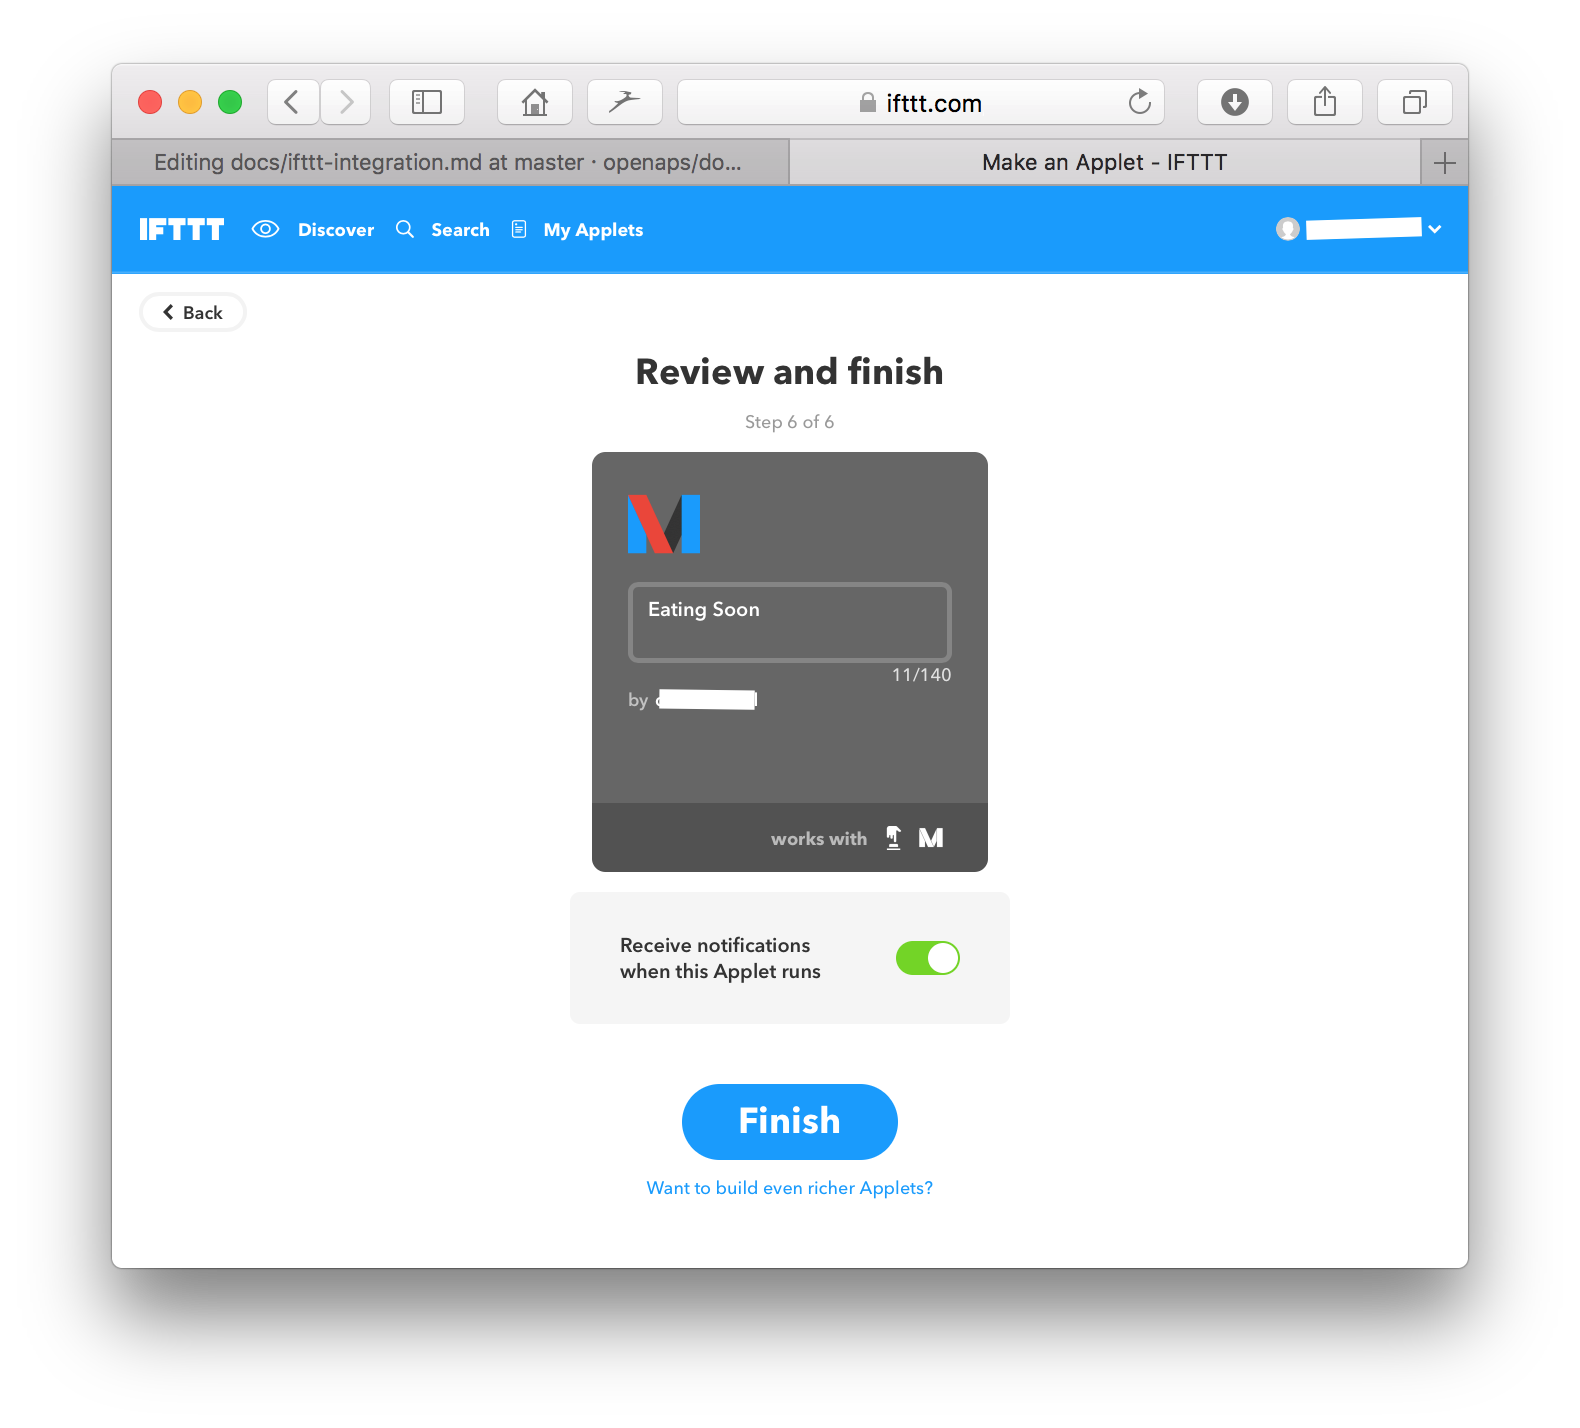 ifttt.com
Editing docs/ifttt-integration.md at master · openaps/do...
Make an Applet - IFTTT
IFTTT Discover Search My Applets
Back
Review and finish
Step 6 of 6
Eating Soon
11/140
by
works with
Receive notifications
when this Applet runs
Finish
Want to build even richer Applets?